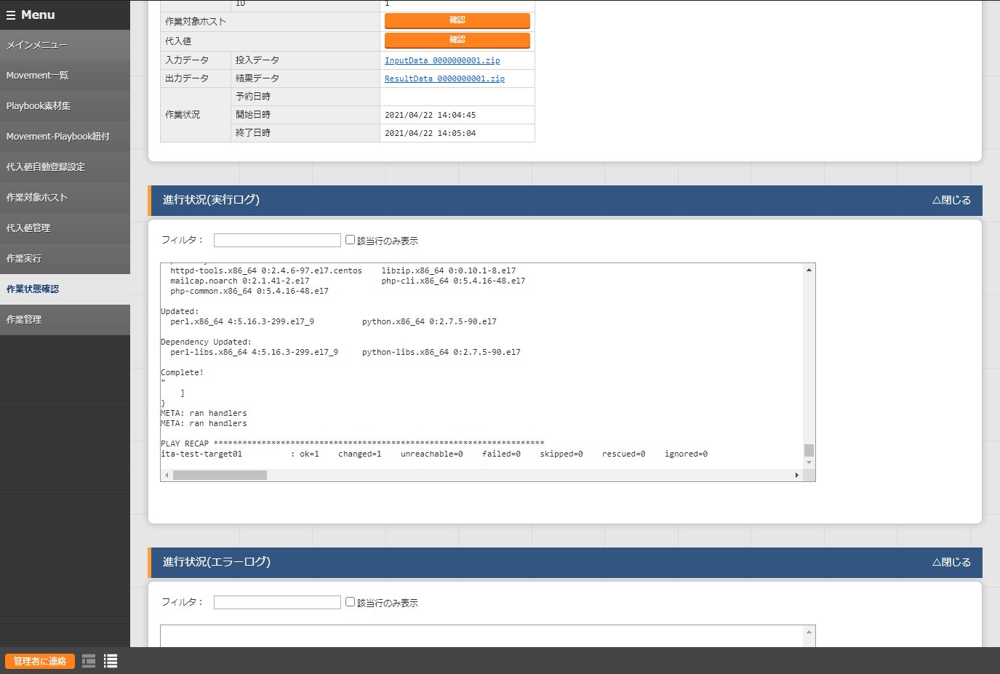 Menu
メインメニュー
Movement一覧
Playbook素材集
Movement-Playbook紐付
代入値自動登録設定
作業対象ホスト
代入値管理
作業実行
作業状態確認
作業管理
ID 1
作業対象ホスト 確認
代入値 確認
入力データ 投入データ InputData_0000000001.zip
出力データ 結果データ ResultData_0000000001.zip
作業状況
予約日時
開始日時 2021/04/22 14:04:45
終了日時 2021/04/22 14:05:04
進行状況(実行ログ) △閉じる
フィルタ： 該当行のみ表示
httpd-tools.x86_64 0:2.4.6-97.el7.centos libzip.x86_64 0:0.10.1-8.el7
mailcap.noarch 0:2.1.41-2.el7 php-cli.x86_64 0:5.4.16-48.el7
php-common.x86_64 0:5.4.16-48.el7
Updated:
perl.x86_64 4:5.16.3-299.el7_9 python.x86_64 0:2.7.5-90.el7
Dependency Updated:
perl-libs.x86_64 4:5.16.3-299.el7_9 python-libs.x86_64 0:2.7.5-90.el7
Complete!
"
]
}
META: ran handlers
META: ran handlers
PLAY RECAP *********************************************************************
ita-test-target01 : ok=1 changed=1 unreachable=0 failed=0 skipped=0 rescued=0 ignored=0
進行状況(エラーログ) △閉じる
フィルタ： 該当行のみ表示
管理者に連絡